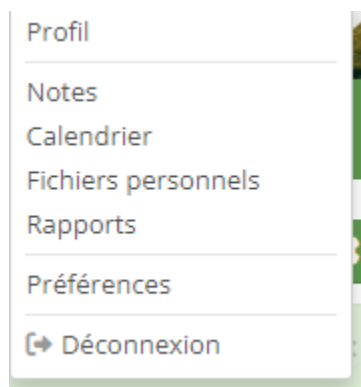 Profil
Notes
Calendrier
Fichiers personnels
Rapports
Préférences
Déconnexion